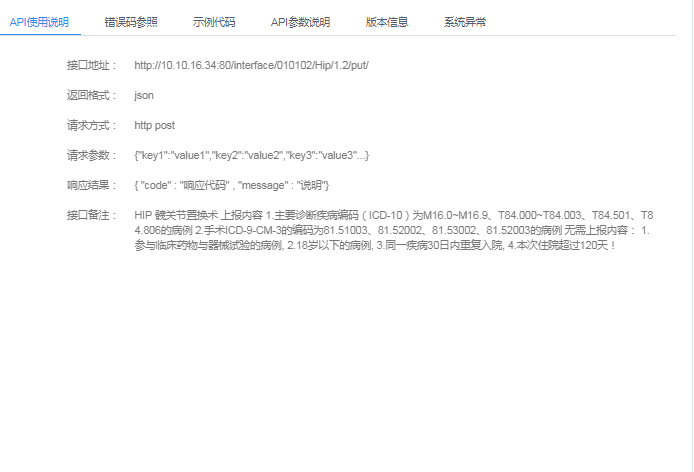 API使用说明 错误码参照 示例代码 API参数说明 版本信息 系统异常
接口地址： http://10.10.16.34:80/interface/010102/Hip/1.2/put/
返回格式： json
请求方式： http post
请求参数： {"key1":"value1","key2":"value2","key3":"value3"...}
响应结果： { "code" : "响应代码" , "message" : "说明"}
接口备注： HIP 髋关节置换术 上报内容 1.主要诊断疾病编码（ICD-10）为M16.0~M16.9、T84.000~T84.003、T84.501、T8
4.806的病例 2.手术ICD-9-CM-3的编码为81.51003、81.52002、81.53002、81.52003的病例 无需上报内容： 1.
参与临床药物与器械试验的病例, 2.18岁以下的病例, 3.同一疾病30日内重复入院, 4.本次住院超过120天！